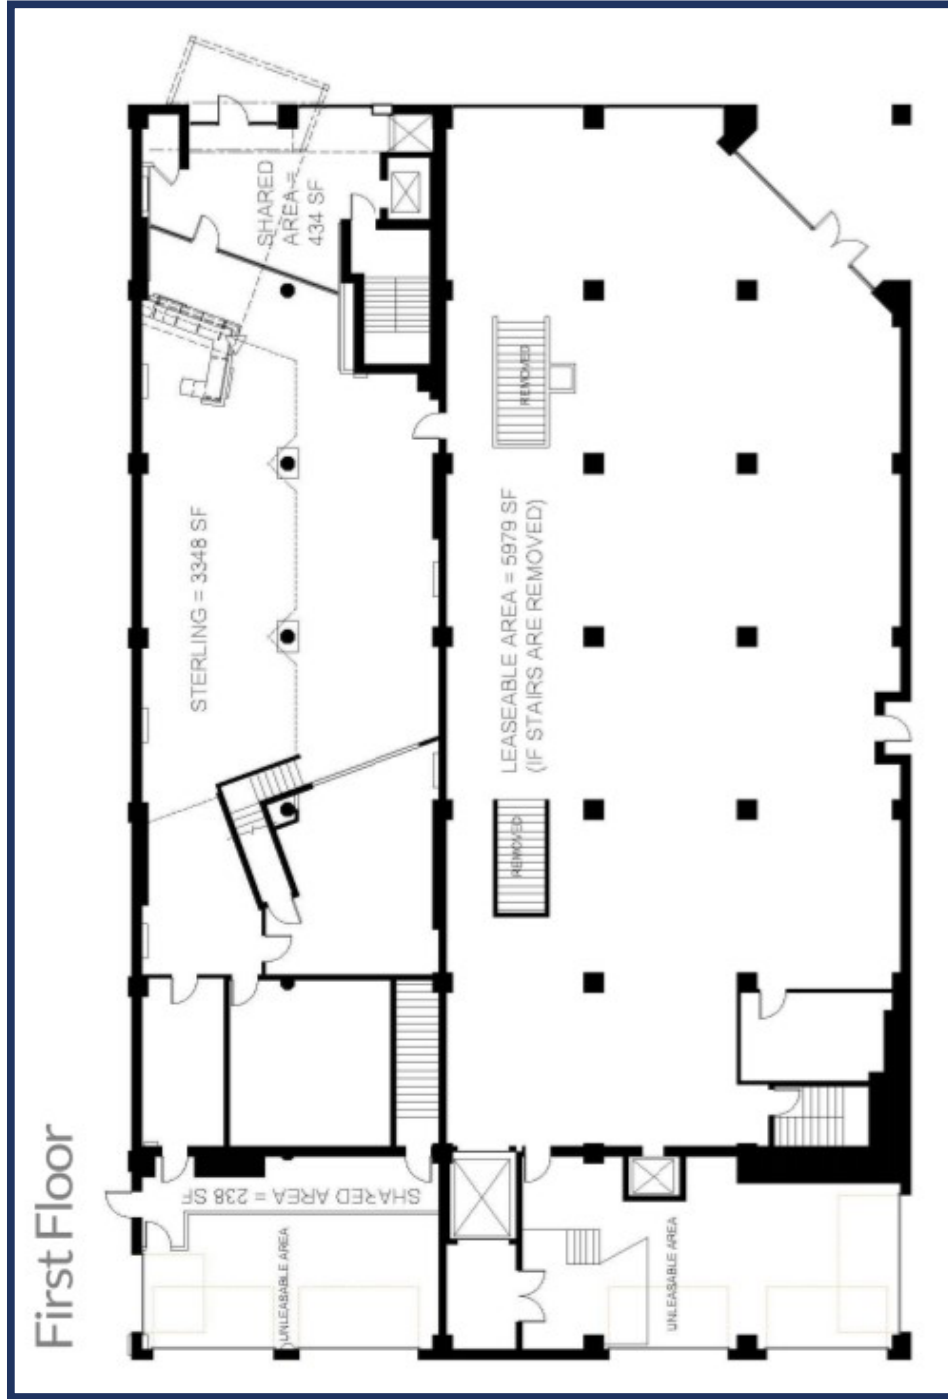 First Floor
SHARED
AREA =
434 SF
STERLING = 3348 SF
REMOVED
LEASEABLE AREA = 5979 SF
(IF STAIRS ARE REMOVED)
REMOVED
SHARED AREA = 238 SF
UNLEASABLE AREA
UNLEASABLE AREA